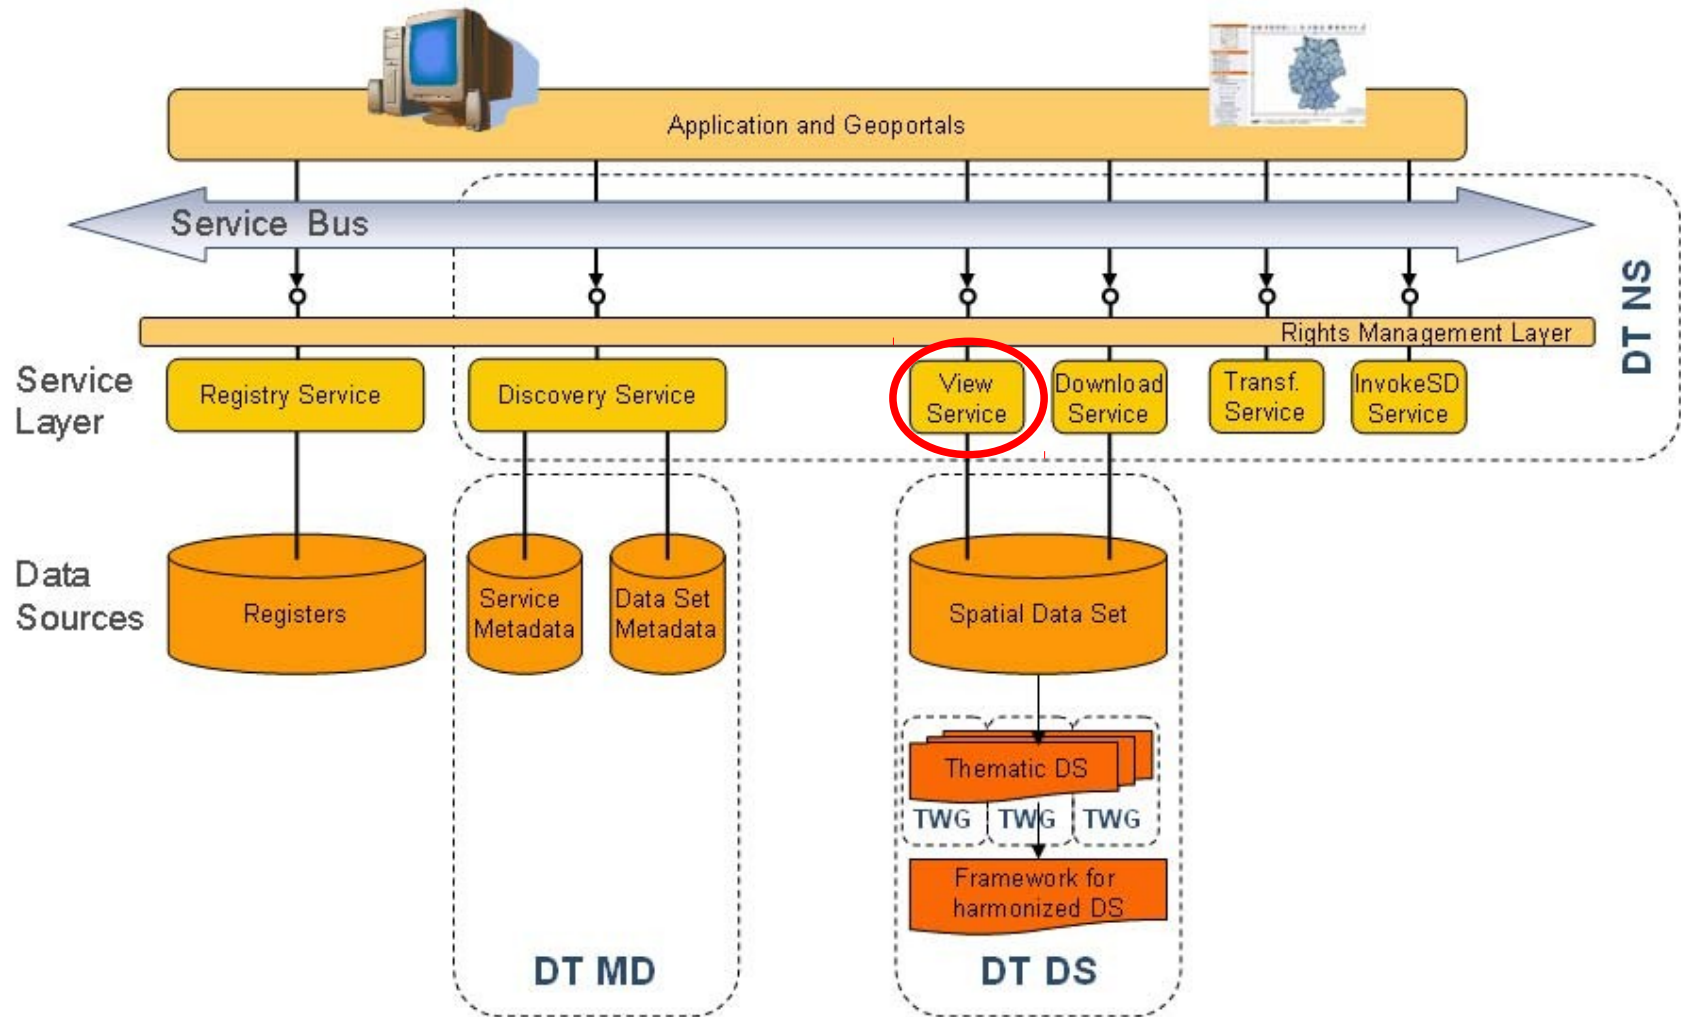 Application and Geoportals
Service Bus
DT NS
Rights Management Layer
Service
Layer
Registry Service
Discovery Service
View
Service
Download
Service
Transf.
Service
InvokeSD
Service
Data
Sources
Registers
Service
Metadata
Data Set
Metadata
Spatial Data Set
Thematic DS
TWG
TWG
TWG
Framework for
harmonized DS
DT MD
DT DS